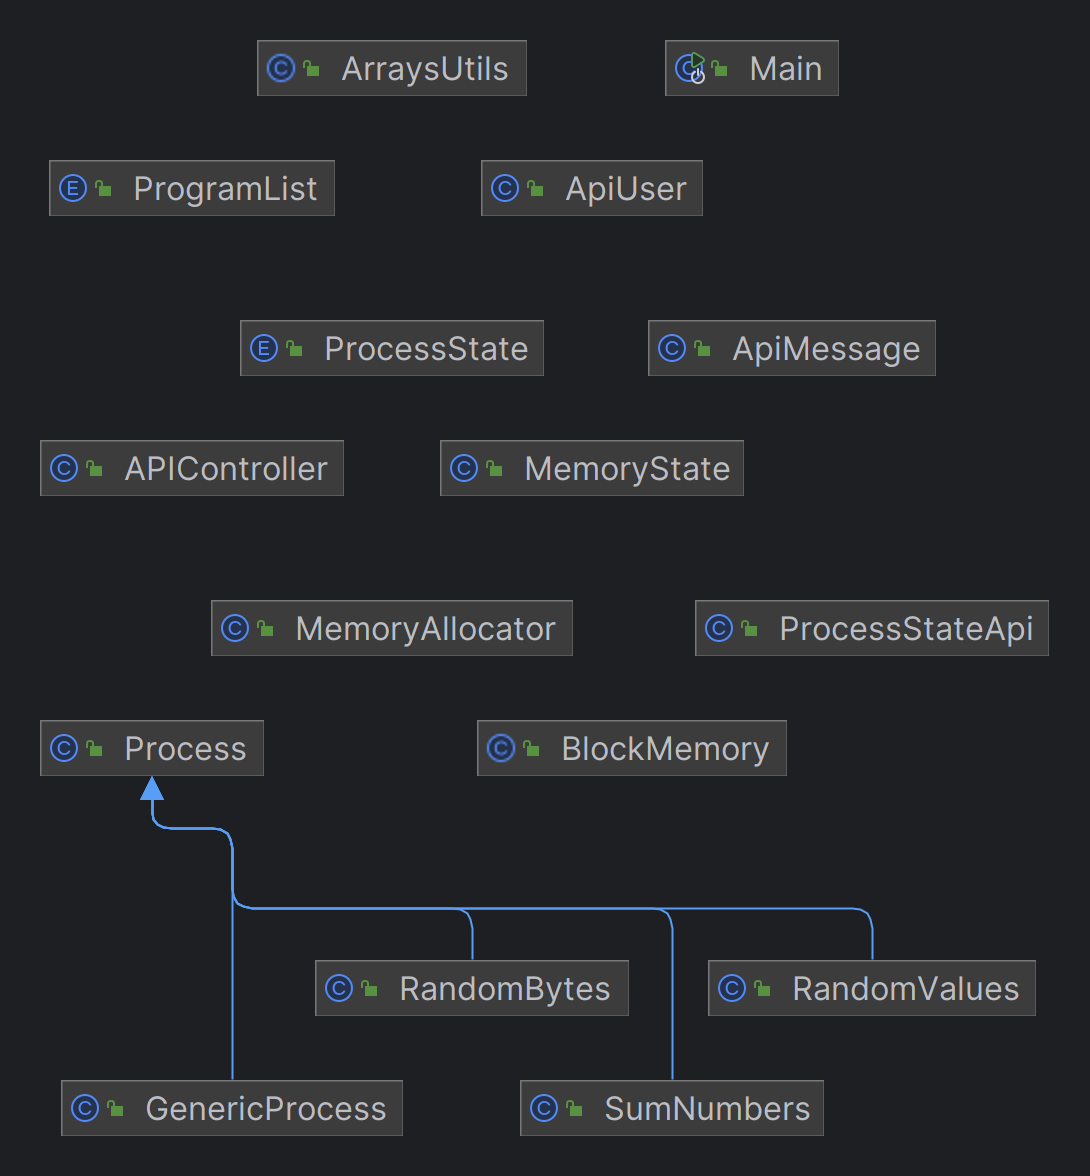 C ArraysUtils
C Main
E ProgramList
C ApiUser
E ProcessState
C ApiMessage
C APIController
C MemoryState
C MemoryAllocator
C ProcessStateApi
C Process
C BlockMemory
C RandomBytes
C RandomValues
C GenericProcess
C SumNumbers